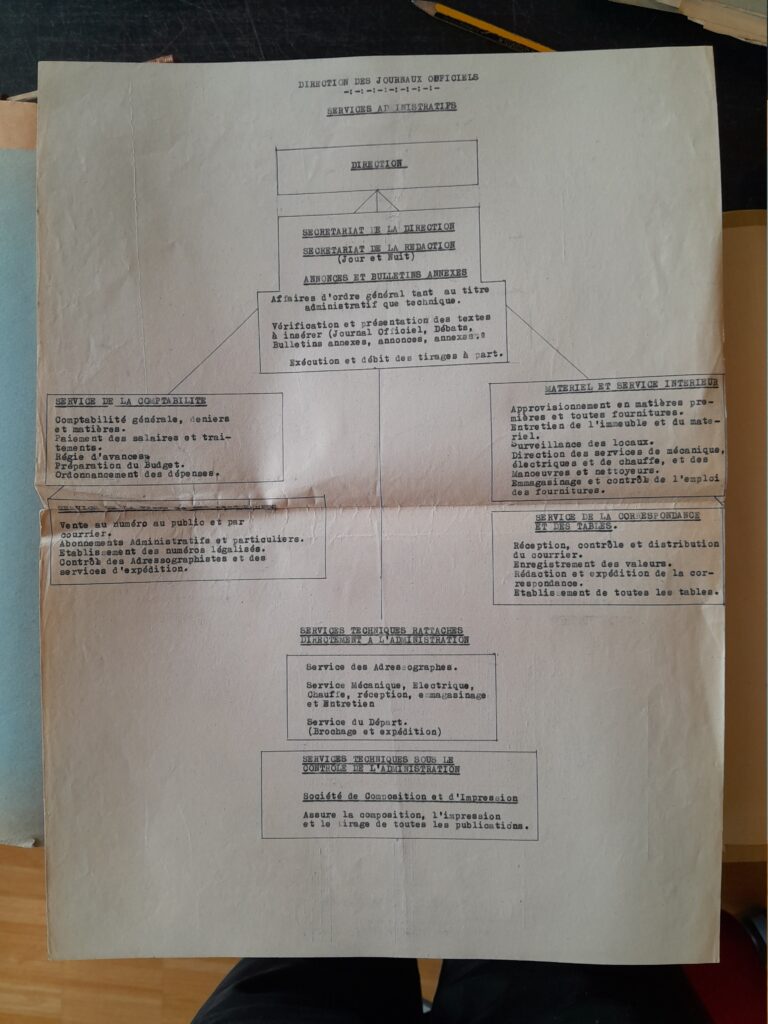 DIRECTION DES JOURNAUX OFFICIELS
-:-:-:-:-:-:-:-:-
SERVICES ADMINISTRATIFS
DIRECTION
SECRETARIAT DE LA DIRECTION
SECRETARIAT DE LA REDACTION
(Jour et Nuit)
ANNONCES ET BULLETINS ANNEXES
Affaires d'ordre général tant au titre
administratif que technique.
Vérification et présentation des textes
à insérer (Journal Officiel, Débats,
Bulletins annexes, annonces,
Exécution et débit des tirages à part.
SERVICE DE LA COMPTABILITE
Comptabilité générale, deniers
et matières.
Paiement des salaires et trai-
tements.
Régie d'avances.
Préparation du Budget.
Ordonnancement des dépenses.
MATERIEL ET SERVICE INTERIEUR
Approvisionnement en matières pre-
mières et toutes fournitures.
Entretien de l'immeuble et du maté-
riel.
Surveillance des locaux.
Direction des services de mécanique,
électriques et de chauffe, et des
Manoeuvres et nettoyeurs.
Emmagasinage et contrôle de l'emploi
des fournitures.
SERVICE DE LA
Vente au numéro au public et par
courrier.
Abonnements Administratifs et particuliers.
Etablissement des numéros légalisés.
Contrôle des Adressographistes et des
services d'expédition.
SERVICE DE LA CORRESPONDANCE
ET DES TABLES.
Réception, contrôle et distribution
du courrier.
Enregistrement des valeurs.
Rédaction et expédition de la cor-
respondance.
Etablissement de toutes les tables.
SERVICES TECHNIQUES RATTACHES
DIRECTEMENT A L'ADMINISTRATION
Service des Adressographes.
Service Mécanique, Electrique,
Chauffe, réception, emmagasinage
et Entretien
Service du Départ.
(Brochage et expédition)
SERVICES TECHNIQUES SOUS LE
CONTROLE DE L'ADMINISTRATION
Société de Composition et d'Impression
Assure la composition, l'impression
et le tirage de toutes les publications.